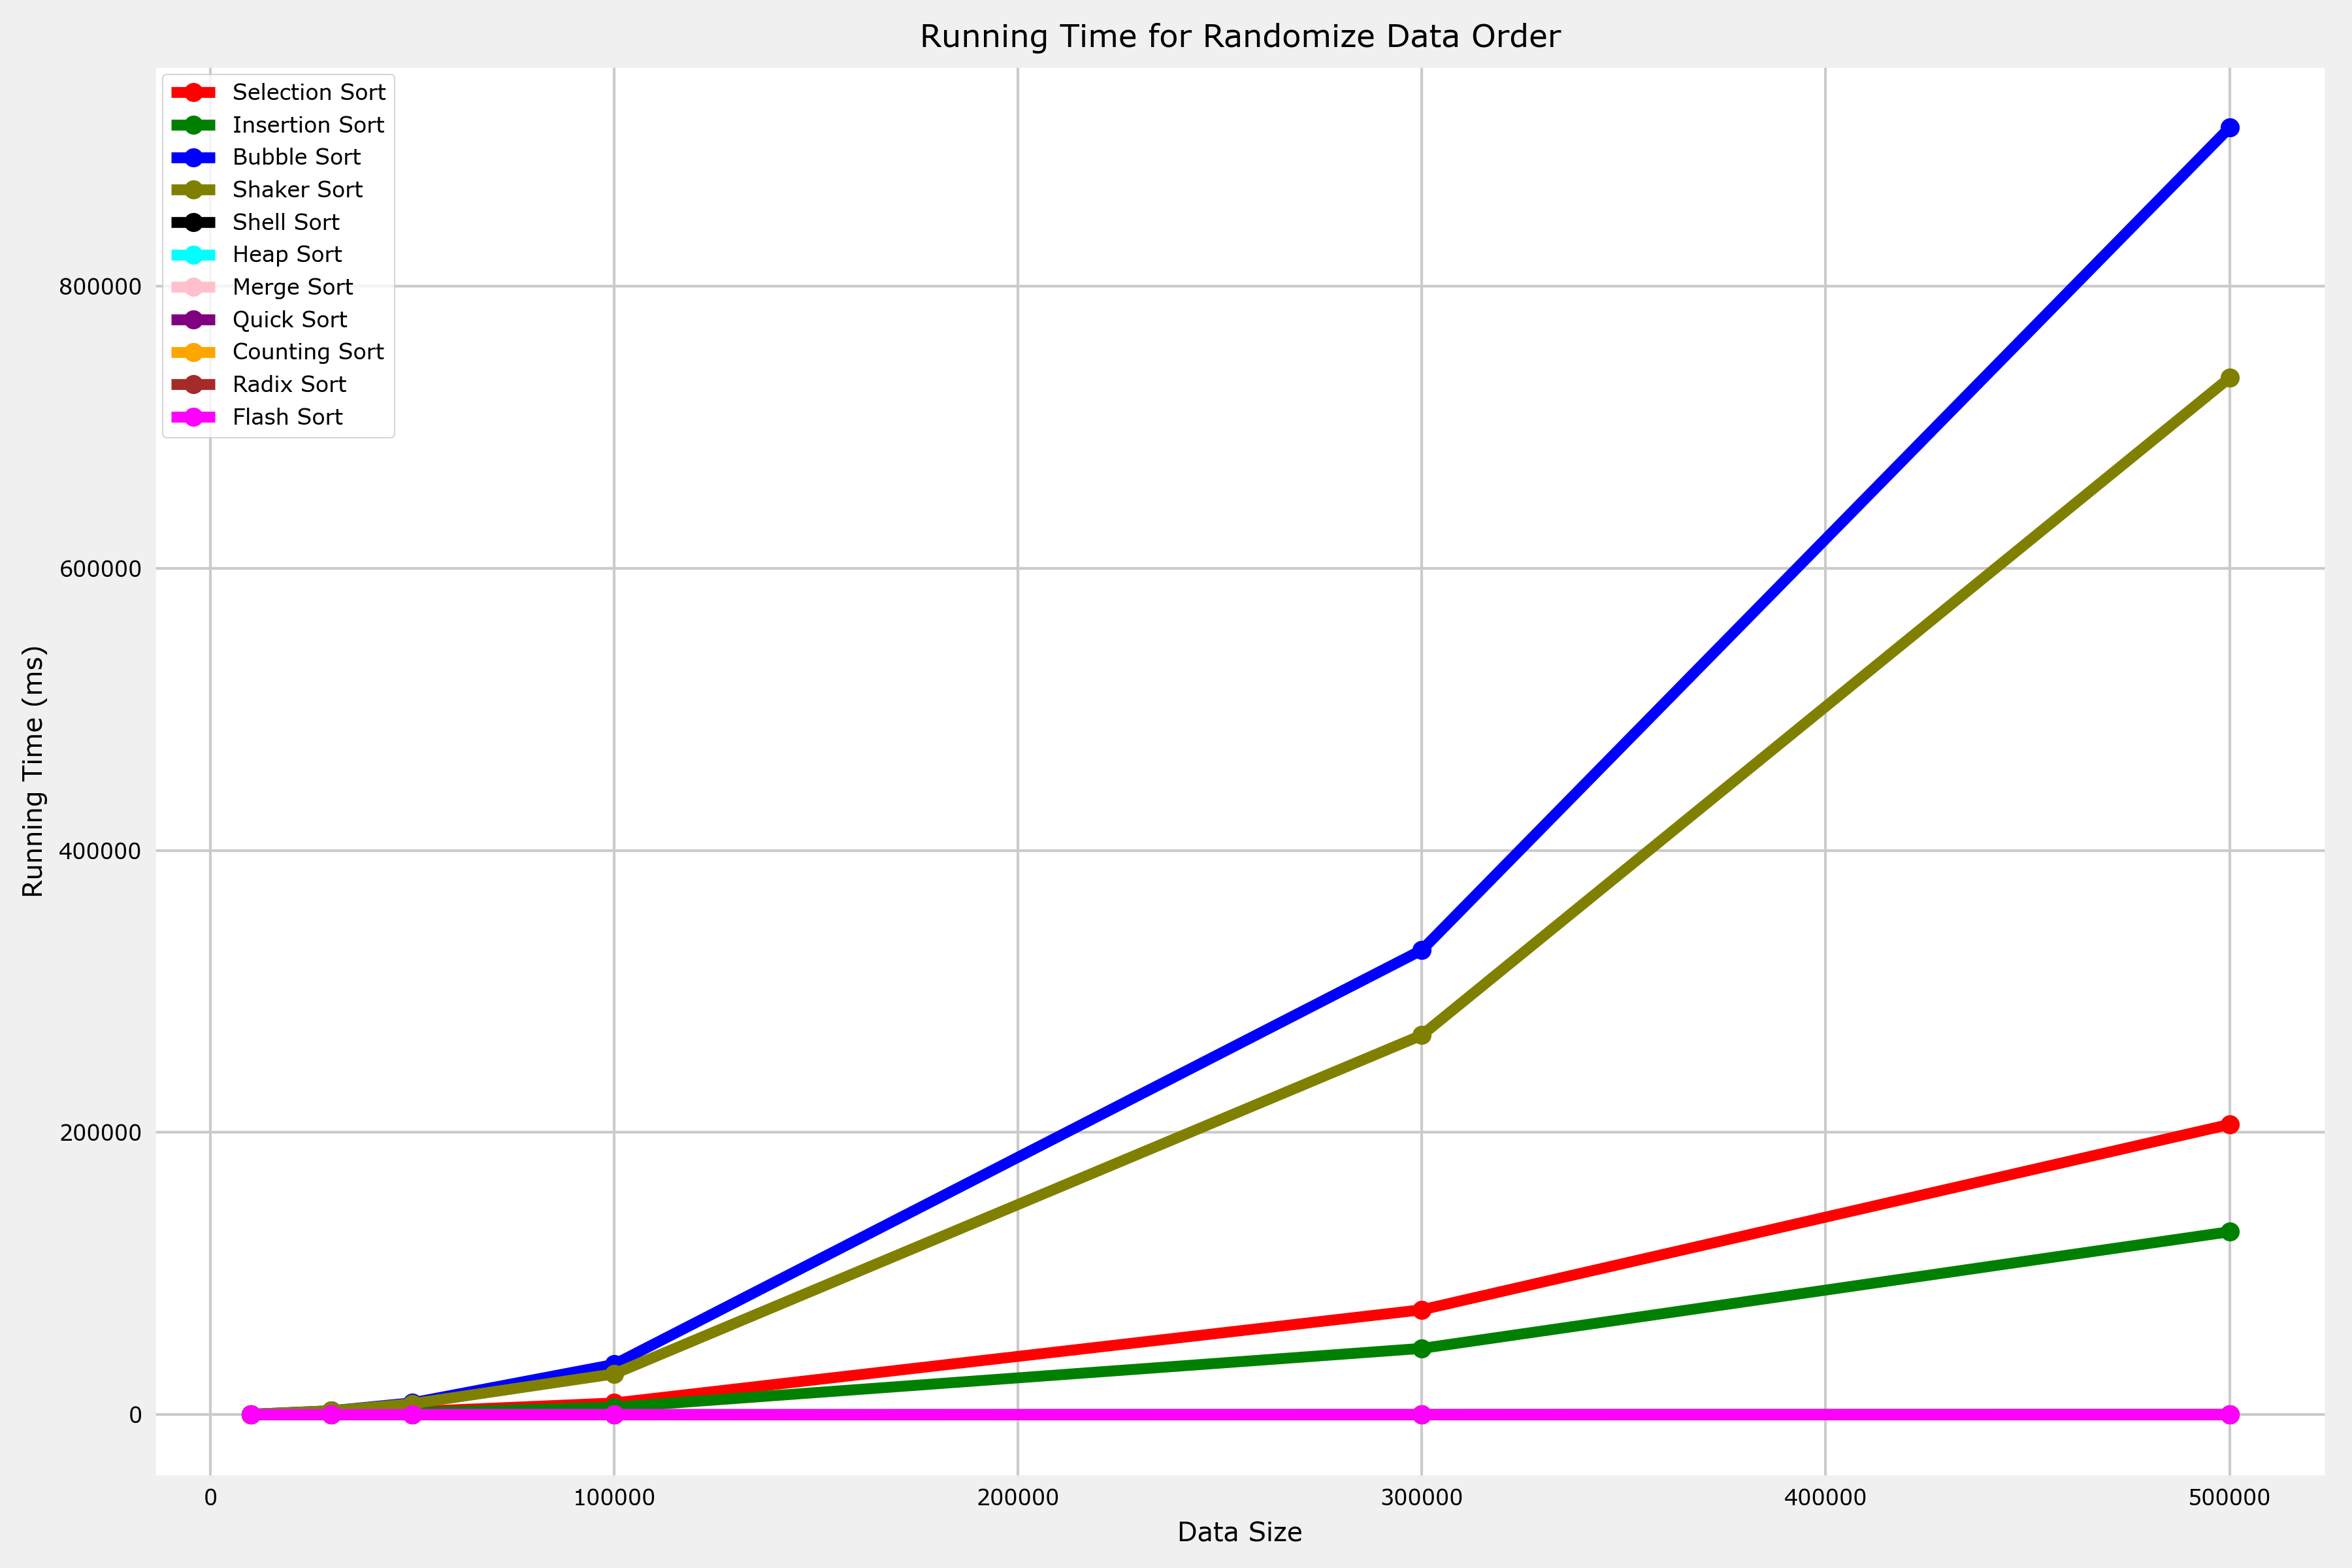 Running Time for Randomize Data Order
Selection Sort
Insertion Sort
Bubble Sort
Shaker Sort
Shell Sort
Heap Sort
Merge Sort
Quick Sort
Counting Sort
Radix Sort
Flash Sort
Running Time (ms)
800000
600000
400000
200000
0
0 100000 200000 300000 400000 500000
Data Size